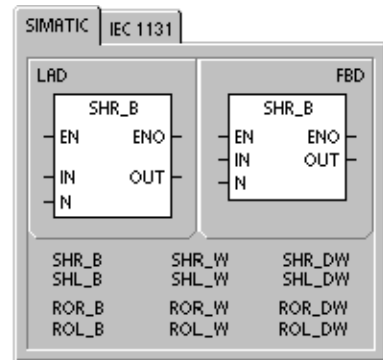 SIMATIC IEC 1131
LAD FBD
SHR_B SHR_B
EN ENO EN ENO
IN OUT IN OUT
N N
SHR_B SHR_W SHR_DW
SHL_B SHL_W SHL_DW
ROR_B ROR_W ROR_DW
ROL_B ROL_W ROL_DW